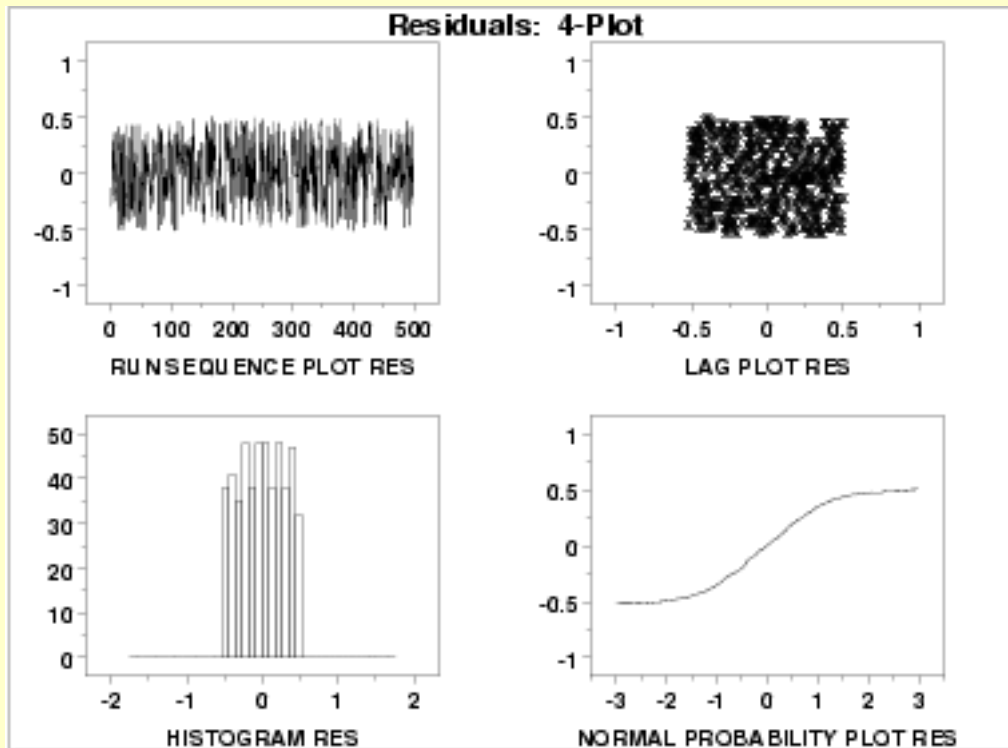 Residuals: 4-Plot
1
0.5
0
-0.5
-1
0 100 200 300 400 500
RUN SEQUENCE PLOT RES
1
0.5
0
-0.5
-1
-1 -0.5 0 0.5 1
LAG PLOT RES
50
40
30
20
10
0
-2 -1 0 1 2
HISTOGRAM RES
1
0.5
0
-0.5
-1
-3 -2 -1 0 1 2 3
NORMAL PROBABILITY PLOT RES